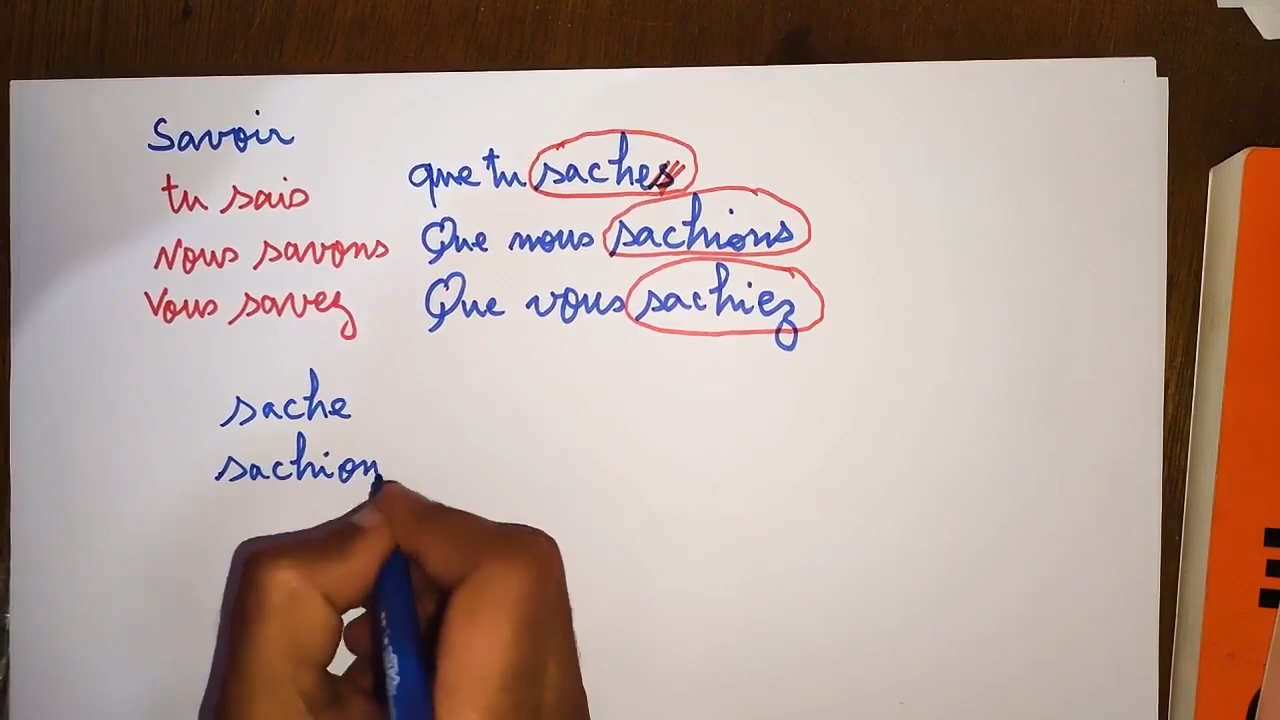 Savoir
tu sais
Nous savons
Vous savez
que tu saches
Que nous sachions
Que vous sachiez
sache
sachion